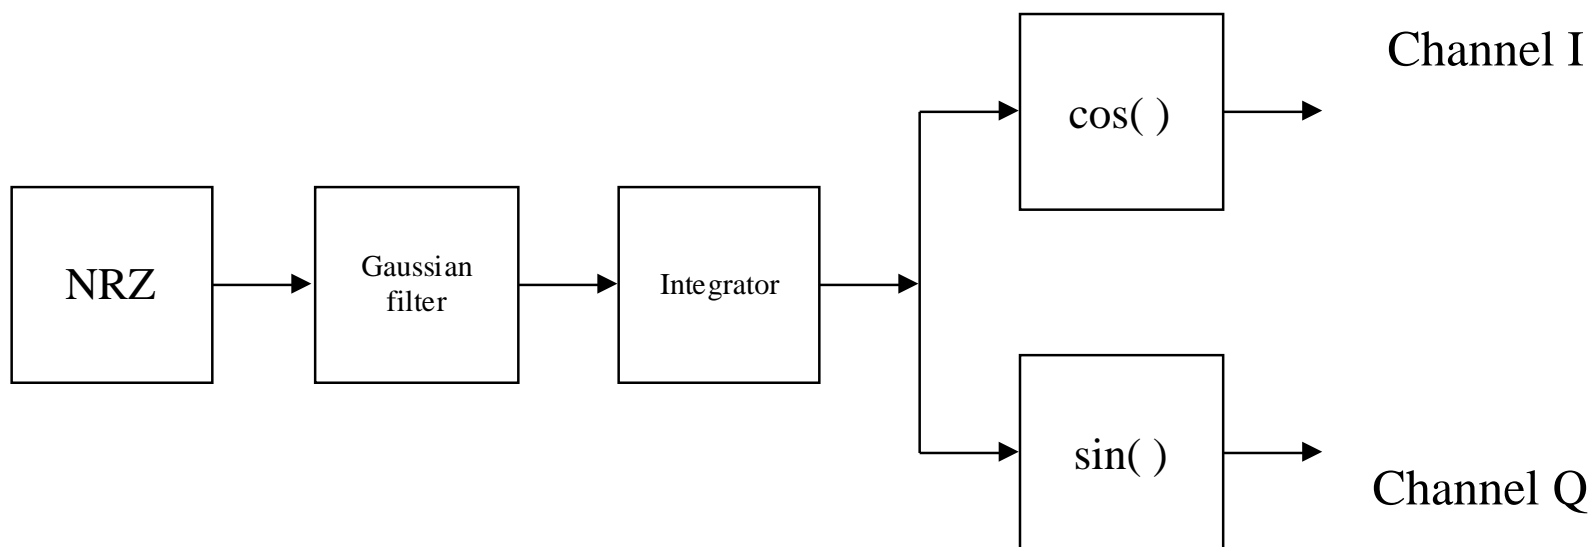 Channel I
cos( )
NRZ
Gaussian
filter
Integrator
sin( )
Channel Q